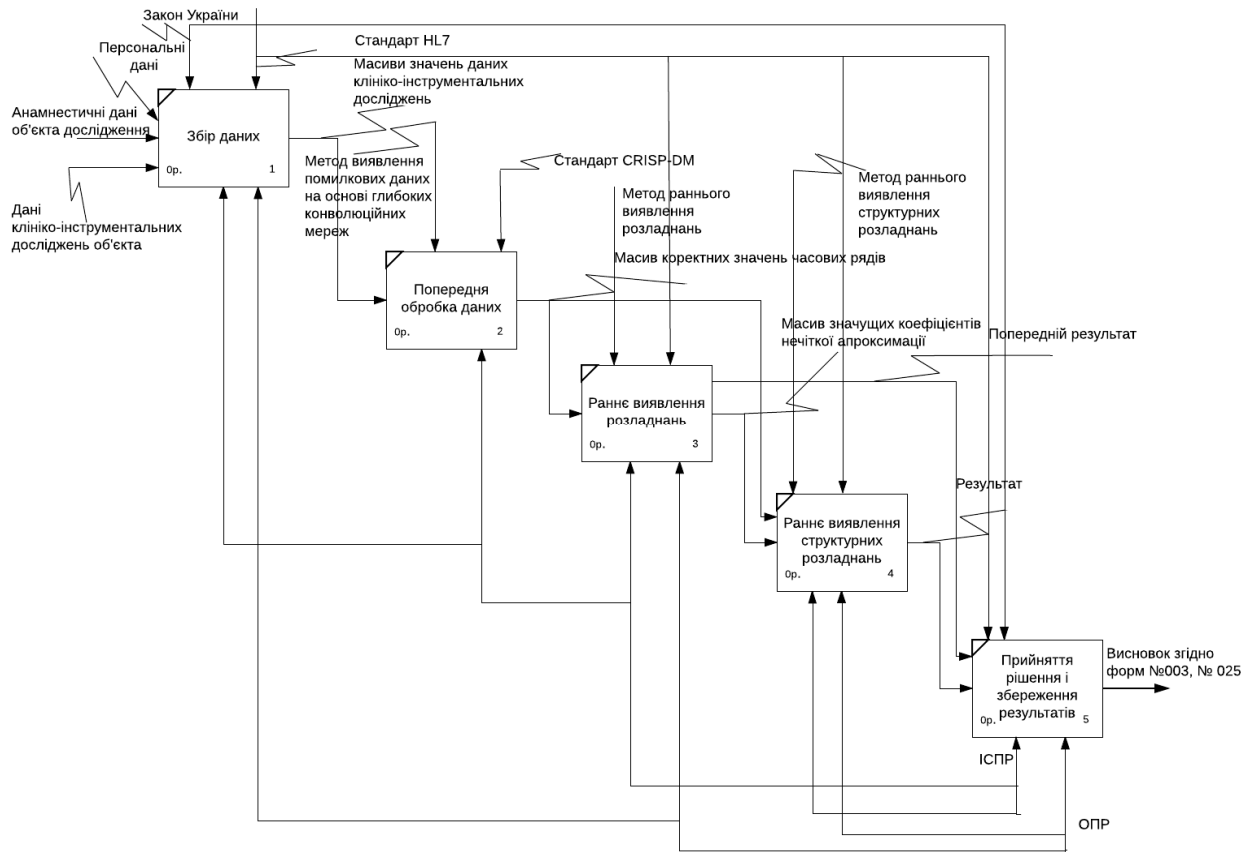 Закон України
Персональні
дані
Анамнестичні дані
об'єкта дослідження
Дані
клініко-інструментальних
досліджень об'єкта
Збір даних
0р.
1
Стандарт HL7
Масиви значень даних
клініко-інструментальних
досліджень
Метод виявлення
помилкових даних
на основі глибоких
конволюційних
мереж
Стандарт CRISP-DM
Попередня
обробка даних
0р.
2
Метод раннього
виявлення
розладнань
Масив коректних значень часових рядів
Метод раннього
виявлення
структурних
розладнань
Раннє виявлення
розладнань
0р.
3
Масив значущих коефіцієнтів
нечіткої апроксимації
Попередній результат
Раннє виявлення
структурних
розладнань
0р.
4
Результат
Прийняття
рішення і
збереження
результатів
0р.
5
Висновок згідно
форм №003, № 025
ІСПР
ОПР